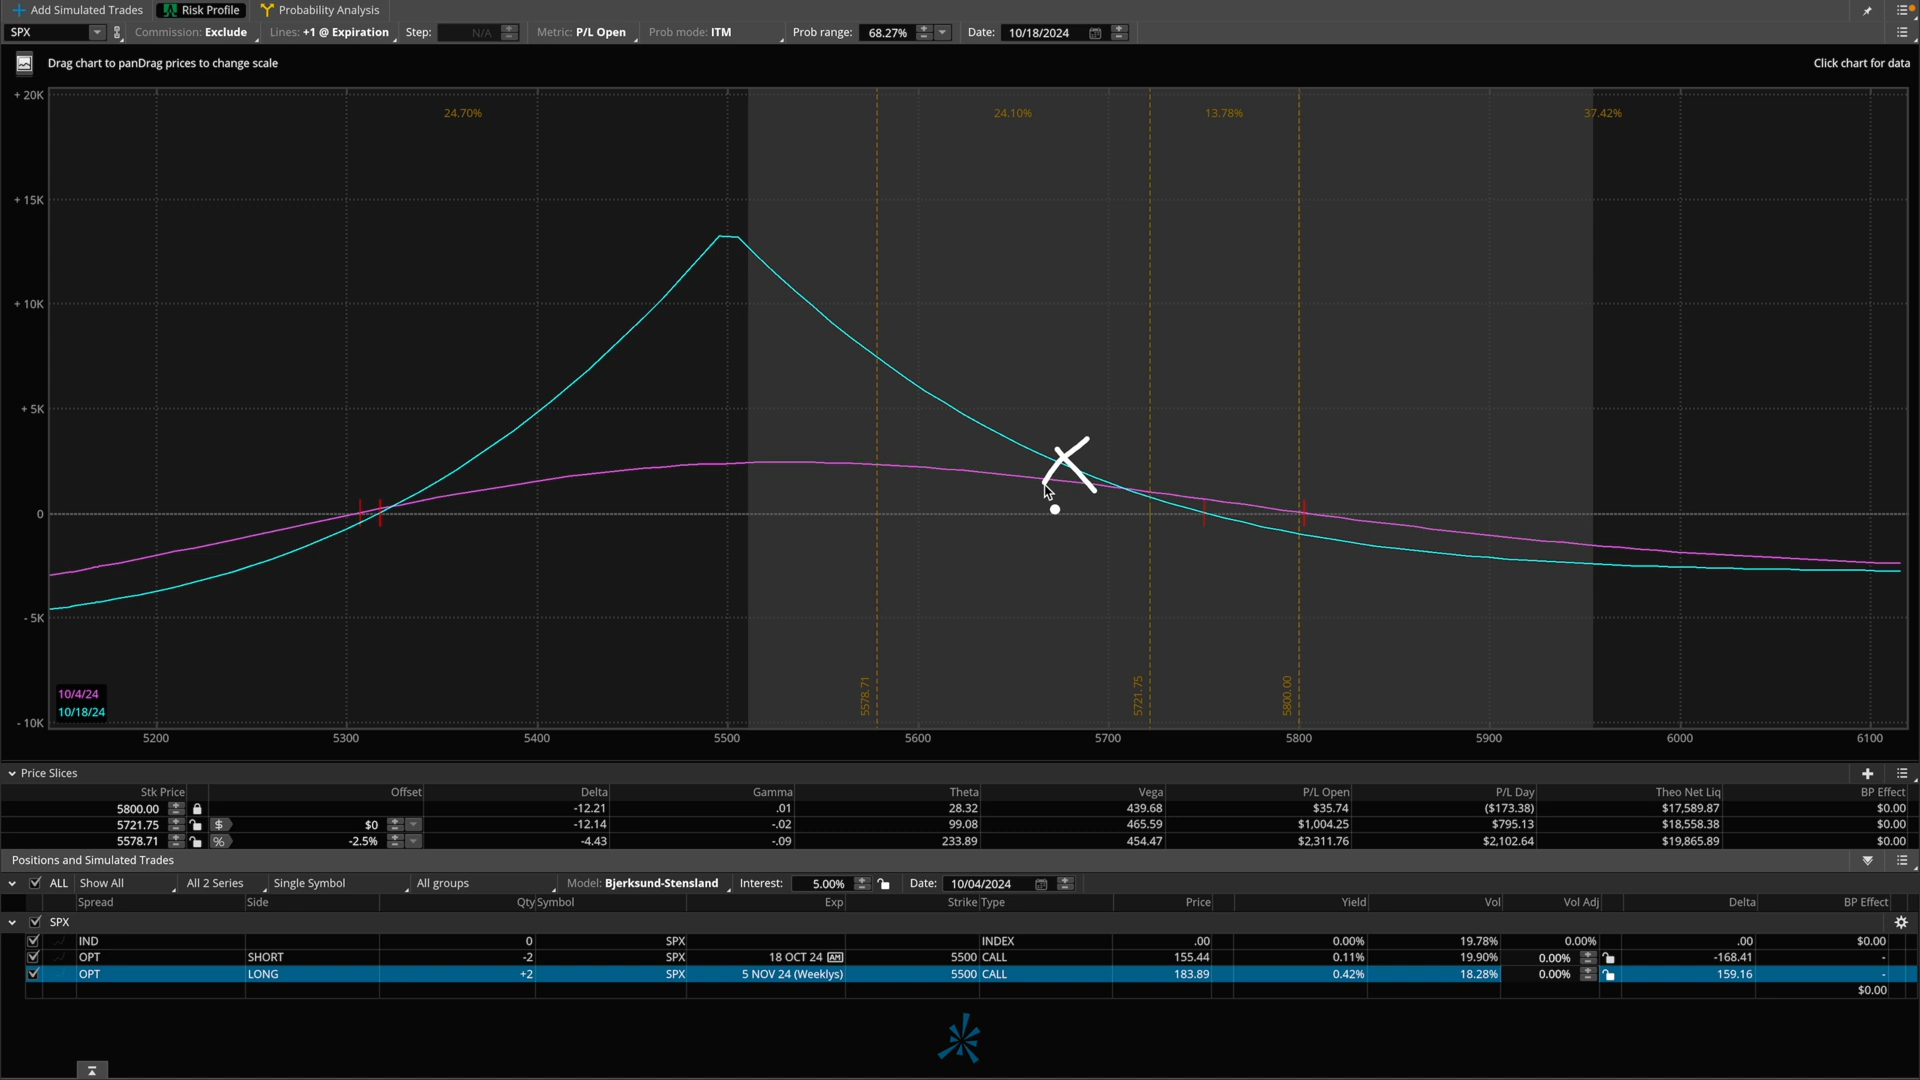 Add Simulated Trades Risk Profile Probability Analysis
SPX Commission: Exclude Lines: +1 @ Expiration Step: N/A Metric: P/L Open Prob mode: ITM Prob range: 68.27% Date: 10/18/2024
Drag chart to panDrag prices to change scale Click chart for data
+ 20K
24.70% 24.10% 13.78% 37.42%
+ 15K
+ 10K
+ 5K
0
- 5K
5578.71 5721.75 5800.00
10/4/24
10/18/24
- 10K
5200 5300 5400 5500 5600 5700 5800 5900 6000 6100
Price Slices
Stk Price Offset Delta Gamma Theta Vega P/L Open P/L Day Theo Net Liq BP Effect
5800.00 -12.21 .01 28.32 439.68 $35.74 ($173.38) $17,589.87 $0.00
5721.75 $ $0 -12.14 -.02 99.08 465.59 $1,004.25 $795.13 $18,558.38 $0.00
5578.71 % -2.5% -4.43 -.09 233.89 454.47 $2,311.76 $2,102.64 $19,865.89 $0.00
Positions and Simulated Trades
ALL Show All All 2 Series Single Symbol All groups Model: Bjerksund-Stensland Interest: 5.00% Date: 10/04/2024
Spread Side Qty Symbol Exp Strike Type Price Yield Vol Vol Adj Delta BP Effect
SPX
IND 0 SPX INDEX .00 0.00% 19.78% 0.00% .00 $0.00
OPT SHORT -2 SPX 18 OCT 24 AM 5500 CALL 155.44 0.11% 19.90% 0.00% -168.41 -
OPT LONG +2 SPX 5 NOV 24 (Weeklys) 5500 CALL 183.89 0.42% 18.28% 0.00% 159.16 -
$0.00